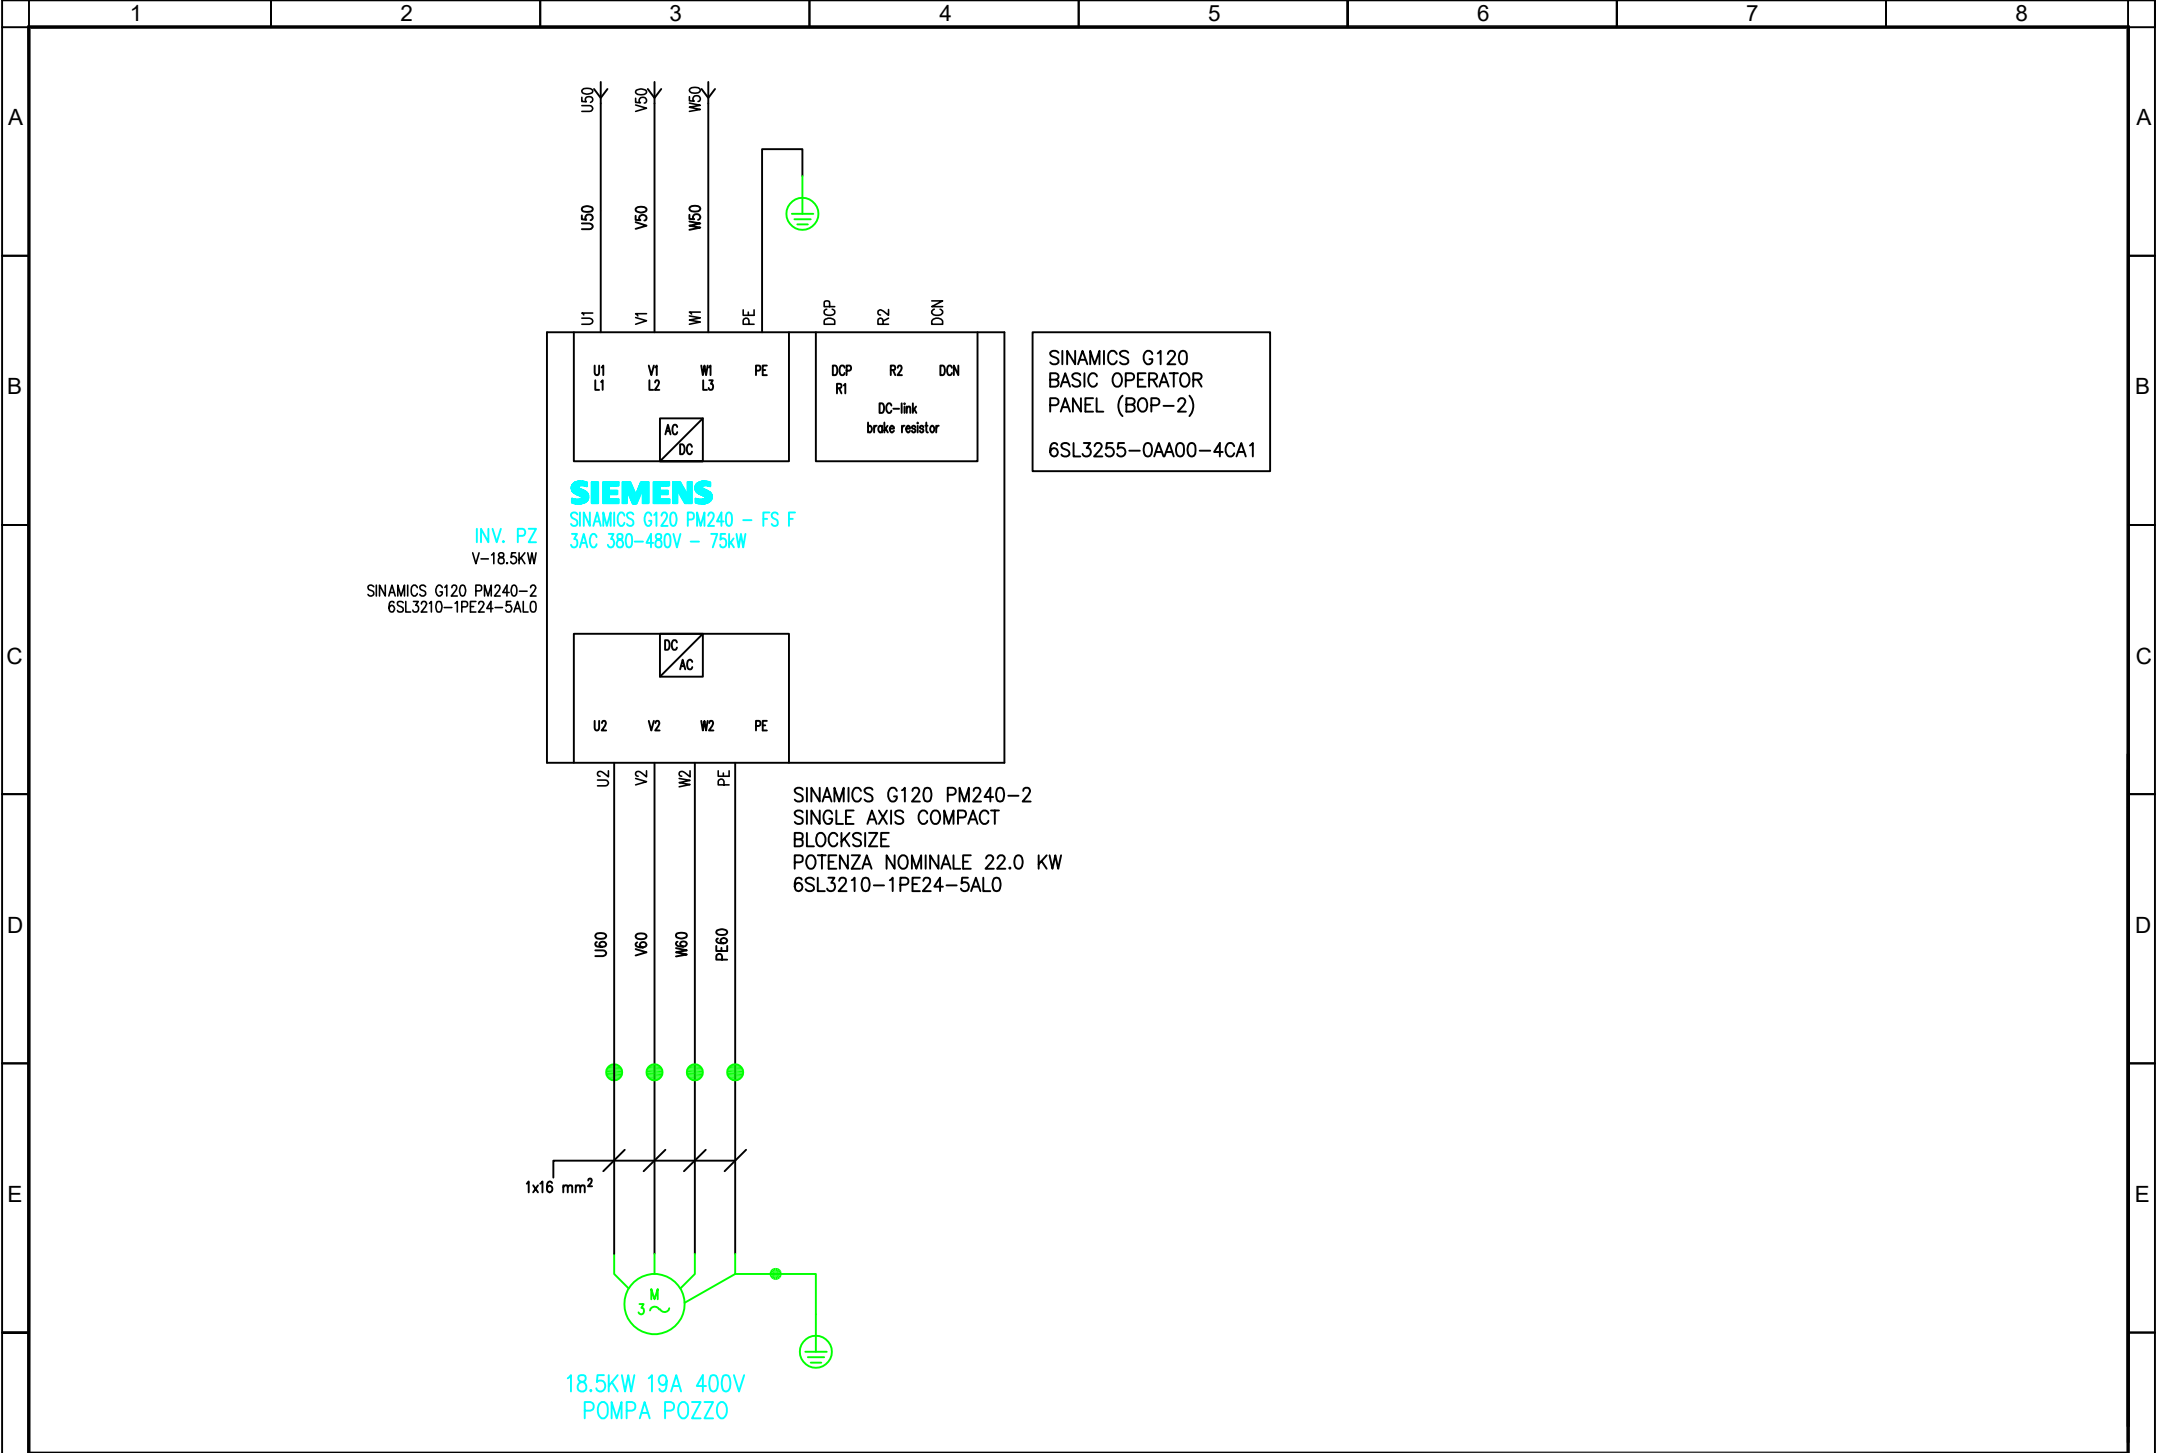 1 2 3 4 5 6 7 8
A A
U50 V50 W50
U50 V50 W50
U1 V1 W1 PE DCP R2 DCN
B B
U1 V1 W1 PE DCP R2 DCN
L1 L2 L3 R1
DC-link
brake resistor
AC
DC
SINAMICS G120
BASIC OPERATOR
PANEL (BOP-2)
6SL3255-0AA00-4CA1
SIEMENS
SINAMICS G120 PM240 - FS F
3AC 380-480V - 75kW
INV. PZ
V-18.5KW
SINAMICS G120 PM240-2
6SL3210-1PE24-5AL0
C C
DC
AC
U2 V2 W2 PE
U2 V2 W2 PE
SINAMICS G120 PM240-2
SINGLE AXIS COMPACT
BLOCKSIZE
POTENZA NOMINALE 22.0 KW
6SL3210-1PE24-5AL0
D D
U60 V60 W60 PE60
E E
1x16 mm²
M
3~
18.5KW 19A 400V
POMPA POZZO